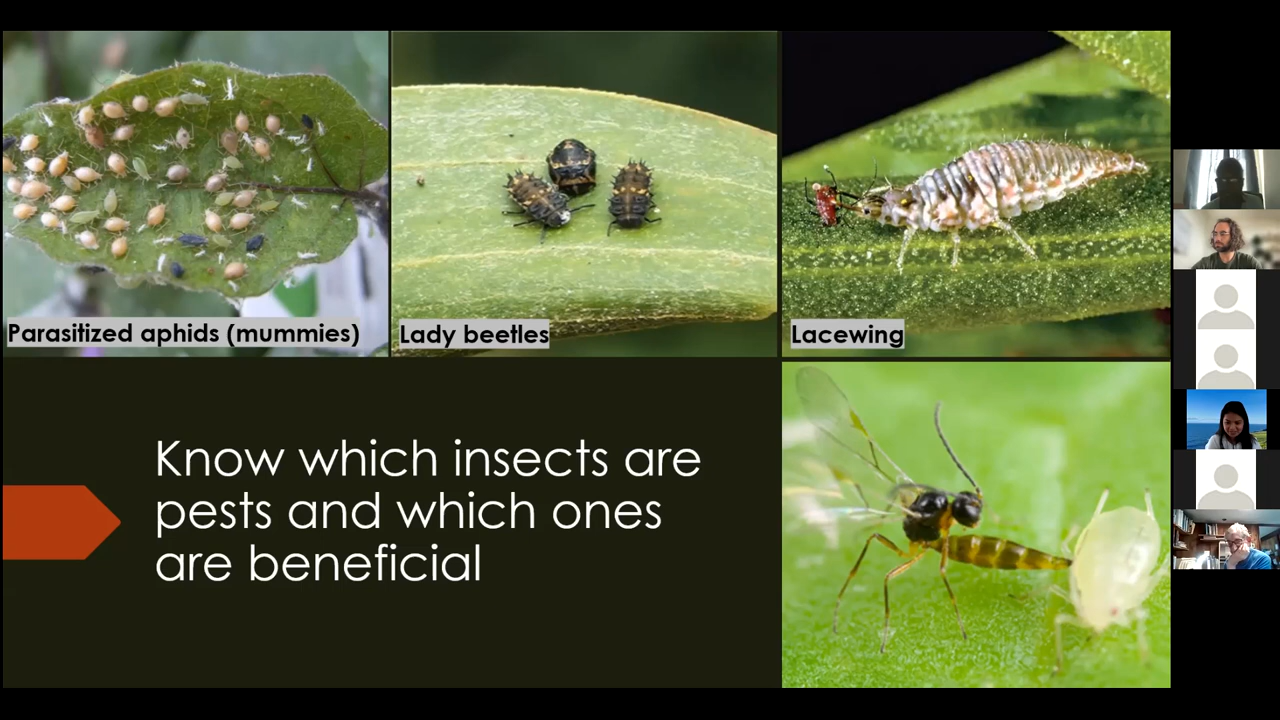 Parasitized aphids (mummies)
Lady beetles
Lacewing
Know which insects are
pests and which ones
are beneficial